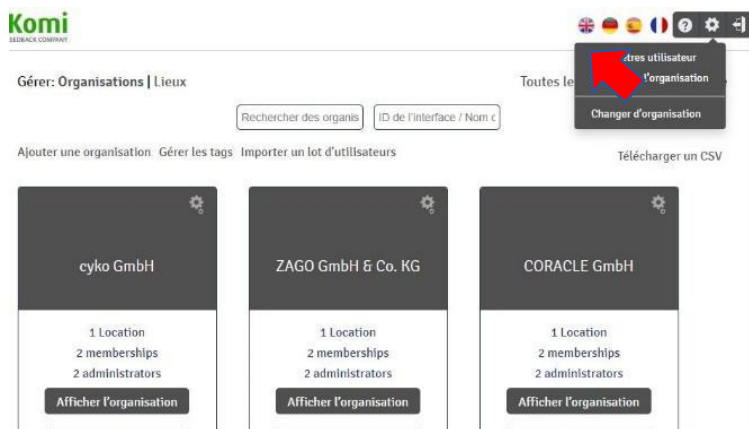 Komi
FEEDBACK COMPANY
utilisateur
l'organisation
Changer d'organisation
Gérer: Organisations | Lieux
Toutes
Rechercher des organis
ID de l'interface / Nom
Ajouter une organisation Gérer les tags Importer un lot d'utilisateurs
Télécharger un CSV
cyko GmbH
ZAGO GmbH & Co. KG
CORACLE GmbH
1 Location
2 memberships
2 administrators
Afficher l'organisation
1 Location
2 memberships
2 administrators
Afficher l'organisation
1 Location
2 memberships
2 administrators
Afficher l'organisation